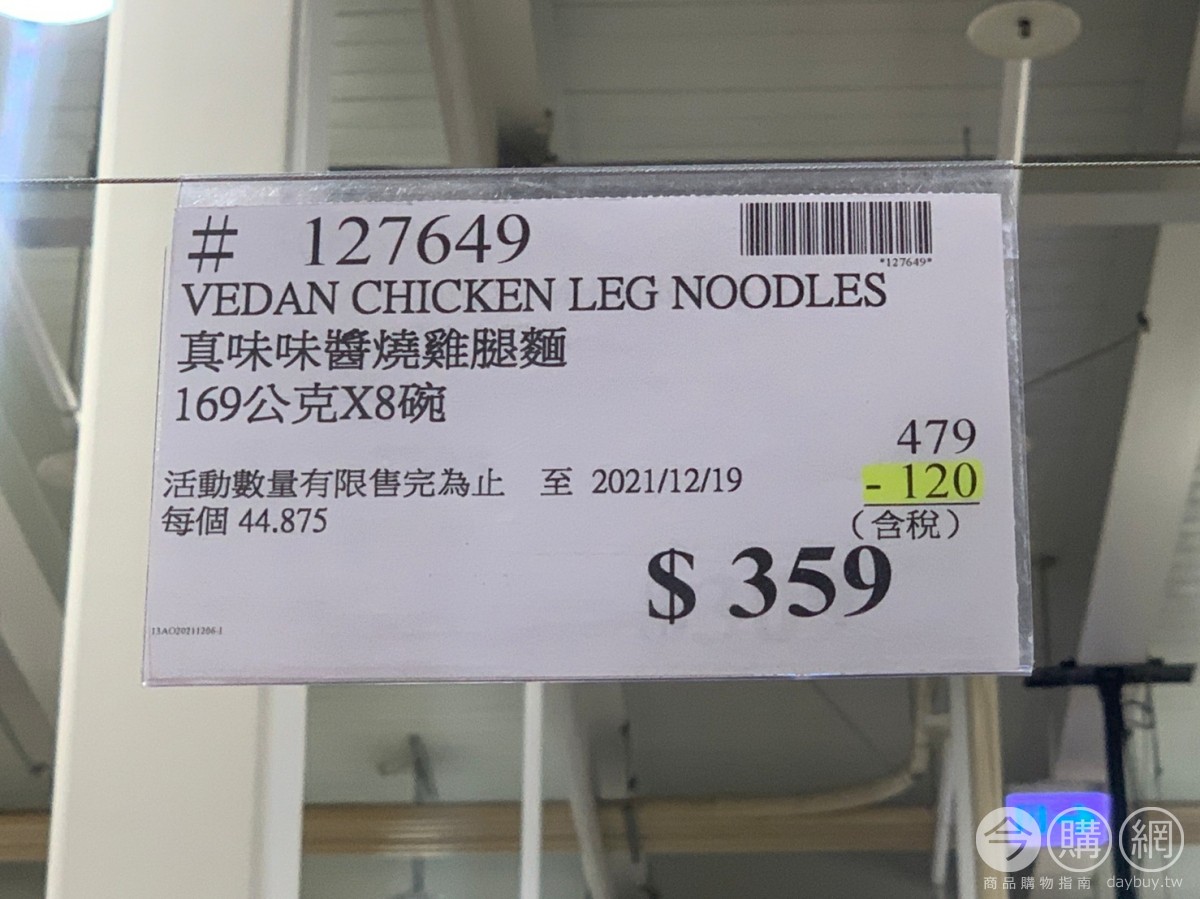 # 127649
*127649*
VEDAN CHICKEN LEG NOODLES
真味味醬燒雞腿麵
169公克X8碗
479
活動數量有限售完為止 至 2021/12/19
- 120
每個 44.875
(含稅)
$ 359
13AO20211206-1
今購網
商品購物指南 daybuy.tw